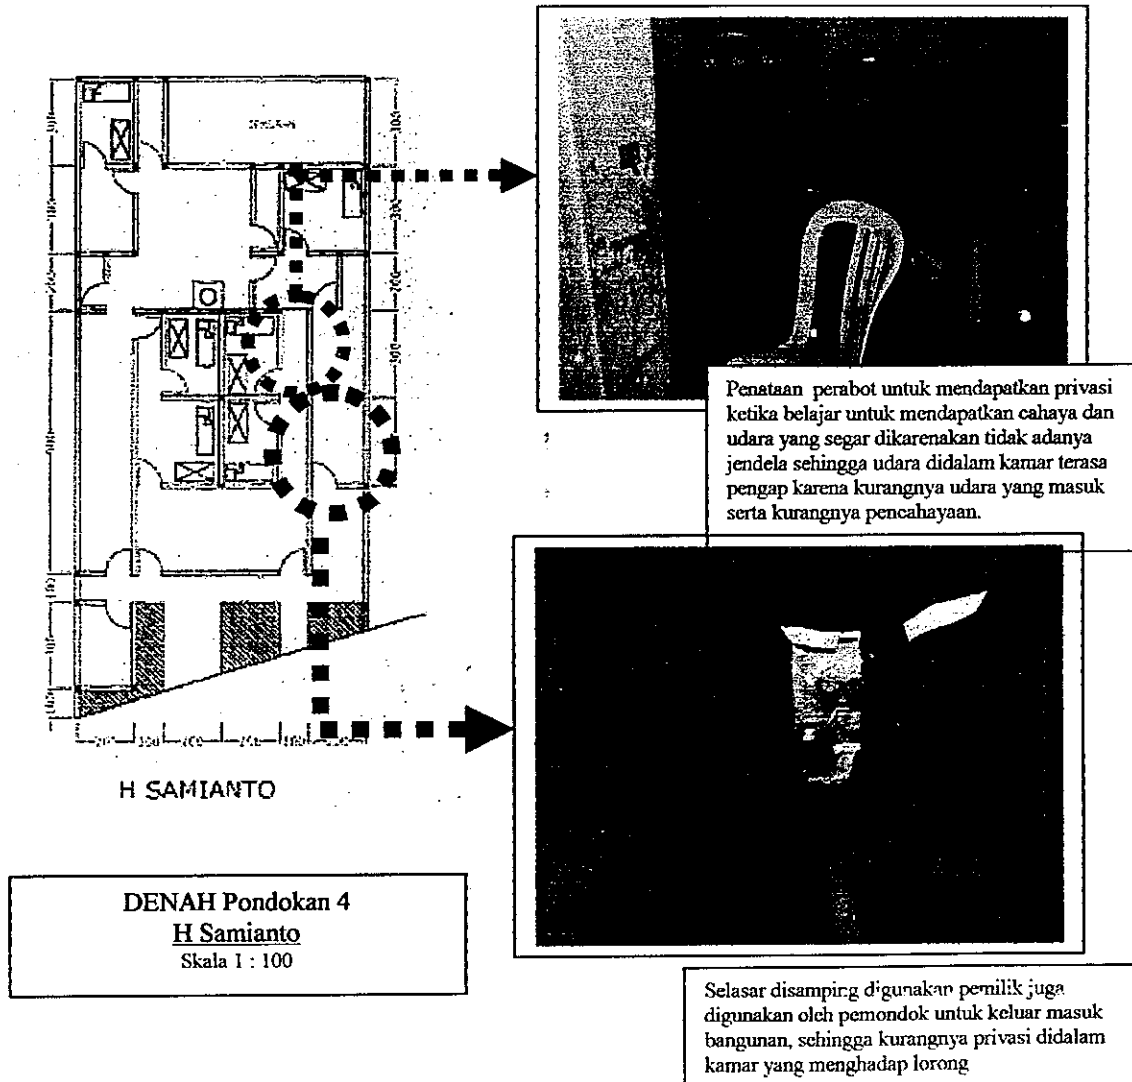 Penataan perabot untuk mendapatkan privasi
ketika belajar untuk mendapatkan cahaya dan
udara yang segar dikarenakan tidak adanya
jendela sehingga udara didalam kamar terasa
pengap karena kurangnya udara yang masuk
serta kurangnya pencahayaan.
H SAMIANTO
DENAH Pondokan 4
H Samianto
Skala 1 : 100
Selasar disamping digunakan pemilik juga
digunakan oleh pemondok untuk keluar masuk
bangunan, sehingga kurangnya privasi didalam
kamar yang menghadap lorong